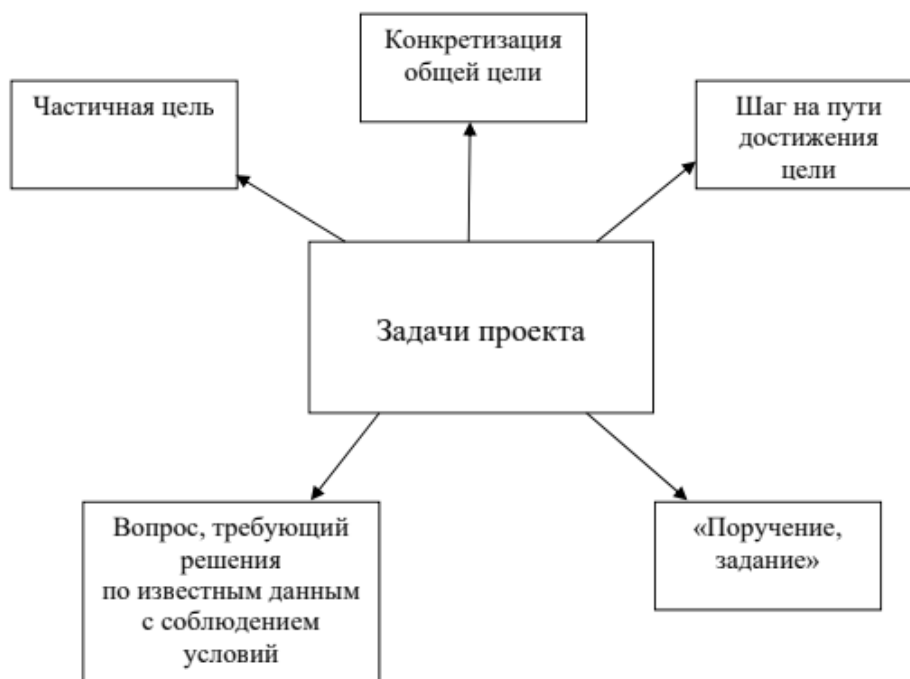 Конкретизация
общей цели
Частичная цель
Шаг на пути
достижения
цели
Задачи проекта
Вопрос, требующий
решения
по известным данным
с соблюдением
условий
«Поручение,
задание»